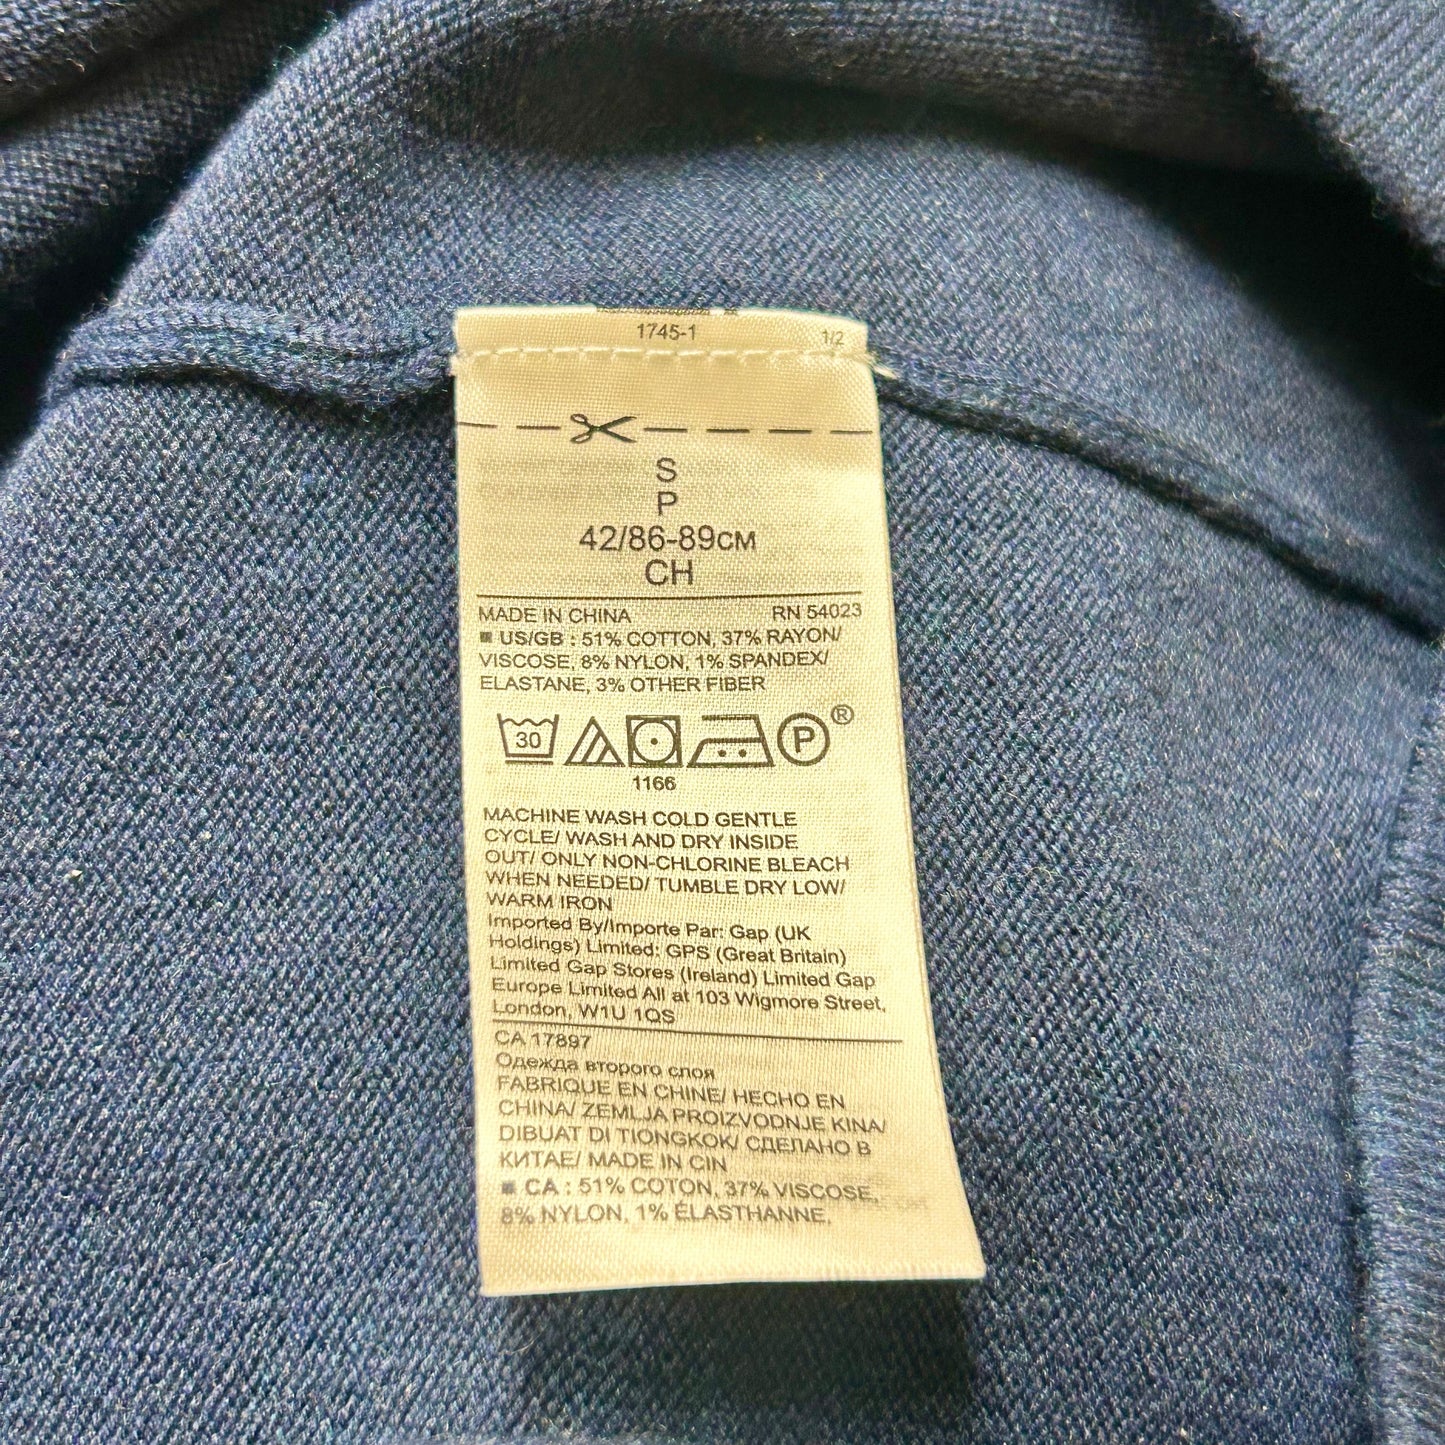 1745-1
1/2
S
P
42/86-89см
CH
MADE IN CHINA RN 54023
■ US/GB : 51% COTTON, 37% RAYON/
VISCOSE, 8% NYLON, 1% SPANDEX/
ELASTANE, 3% OTHER FIBER
30 P ®
1166
MACHINE WASH COLD GENTLE
CYCLE/ WASH AND DRY INSIDE
OUT/ ONLY NON-CHLORINE BLEACH
WHEN NEEDED/ TUMBLE DRY LOW/
WARM IRON
Imported By/Importe Par: Gap (UK
Holdings) Limited: GPS (Great Britain)
Limited Gap Stores (Ireland) Limited Gap
Europe Limited All at 103 Wigmore Street,
London, W1U 1QS
CA 17897
Одежда второго слоя
FABRIQUE EN CHINE/ HECHO EN
CHINA/ ZEMLJA PROIZVODNJE KINA/
DIBUAT DI TIONGKOK/ СДЕЛАНО В
КИТАЕ/ MADE IN CIN
■ CA : 51% COTON, 37% VISCOSE,
8% NYLON, 1% ÉLASTHANNE,